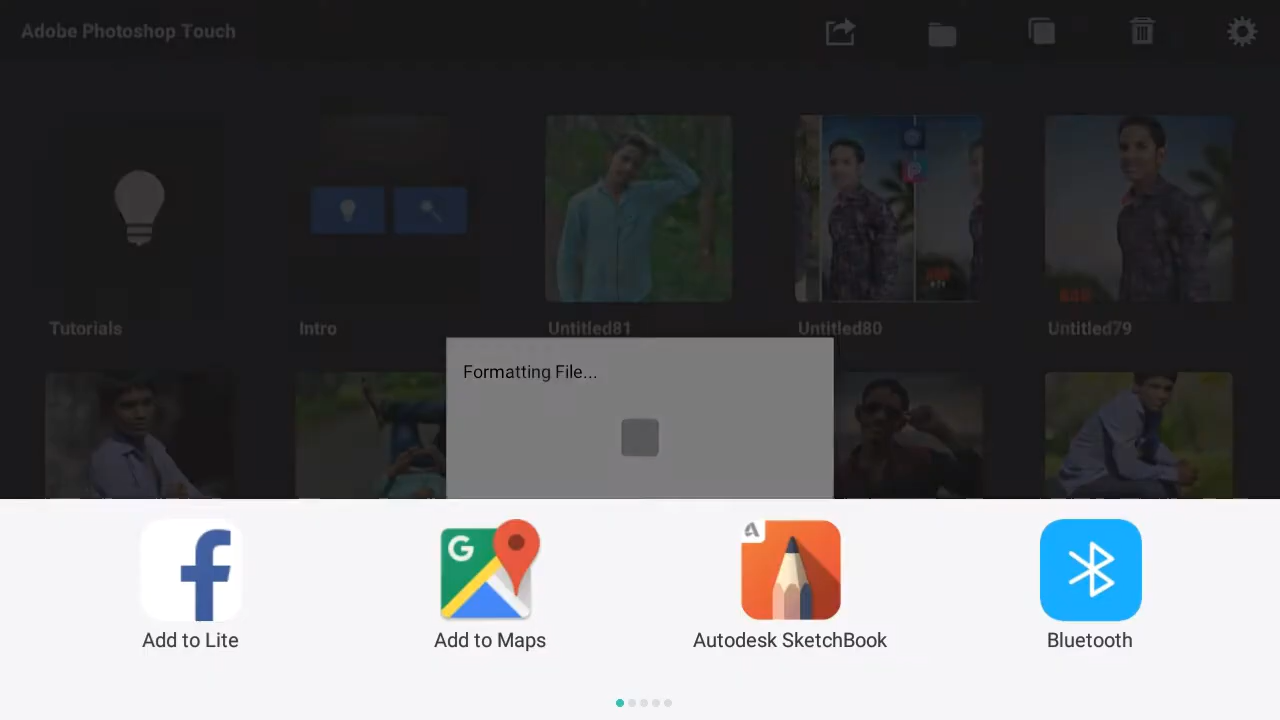 Adobe Photoshop Touch
Tutorials
Intro
Untitled81
Untitled80
Untitled79
Formatting File...
Add to Lite
Add to Maps
Autodesk SketchBook
Bluetooth